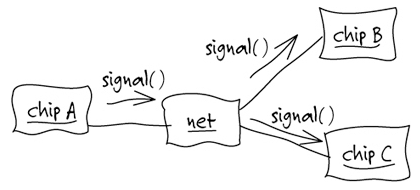 chip B
signal()
signal()
chip A
net
signal()
chip C